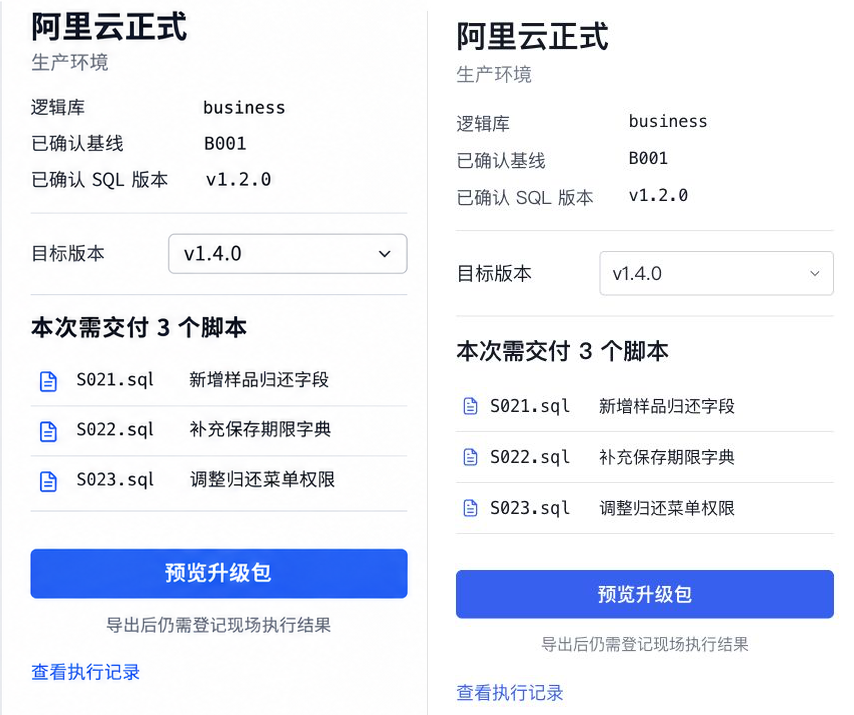 阿里云正式
生产环境
逻辑库 business
已确认基线 B001
已确认 SQL 版本 v1.2.0
目标版本 v1.4.0
本次需交付 3 个脚本
S021.sql 新增样品归还字段
S022.sql 补充保存期限字典
S023.sql 调整归还菜单权限
预览升级包
导出后仍需登记现场执行结果
查看执行记录
阿里云正式
生产环境
逻辑库 business
已确认基线 B001
已确认 SQL 版本 v1.2.0
目标版本 v1.4.0
本次需交付 3 个脚本
S021.sql 新增样品归还字段
S022.sql 补充保存期限字典
S023.sql 调整归还菜单权限
预览升级包
导出后仍需登记现场执行结果
查看执行记录